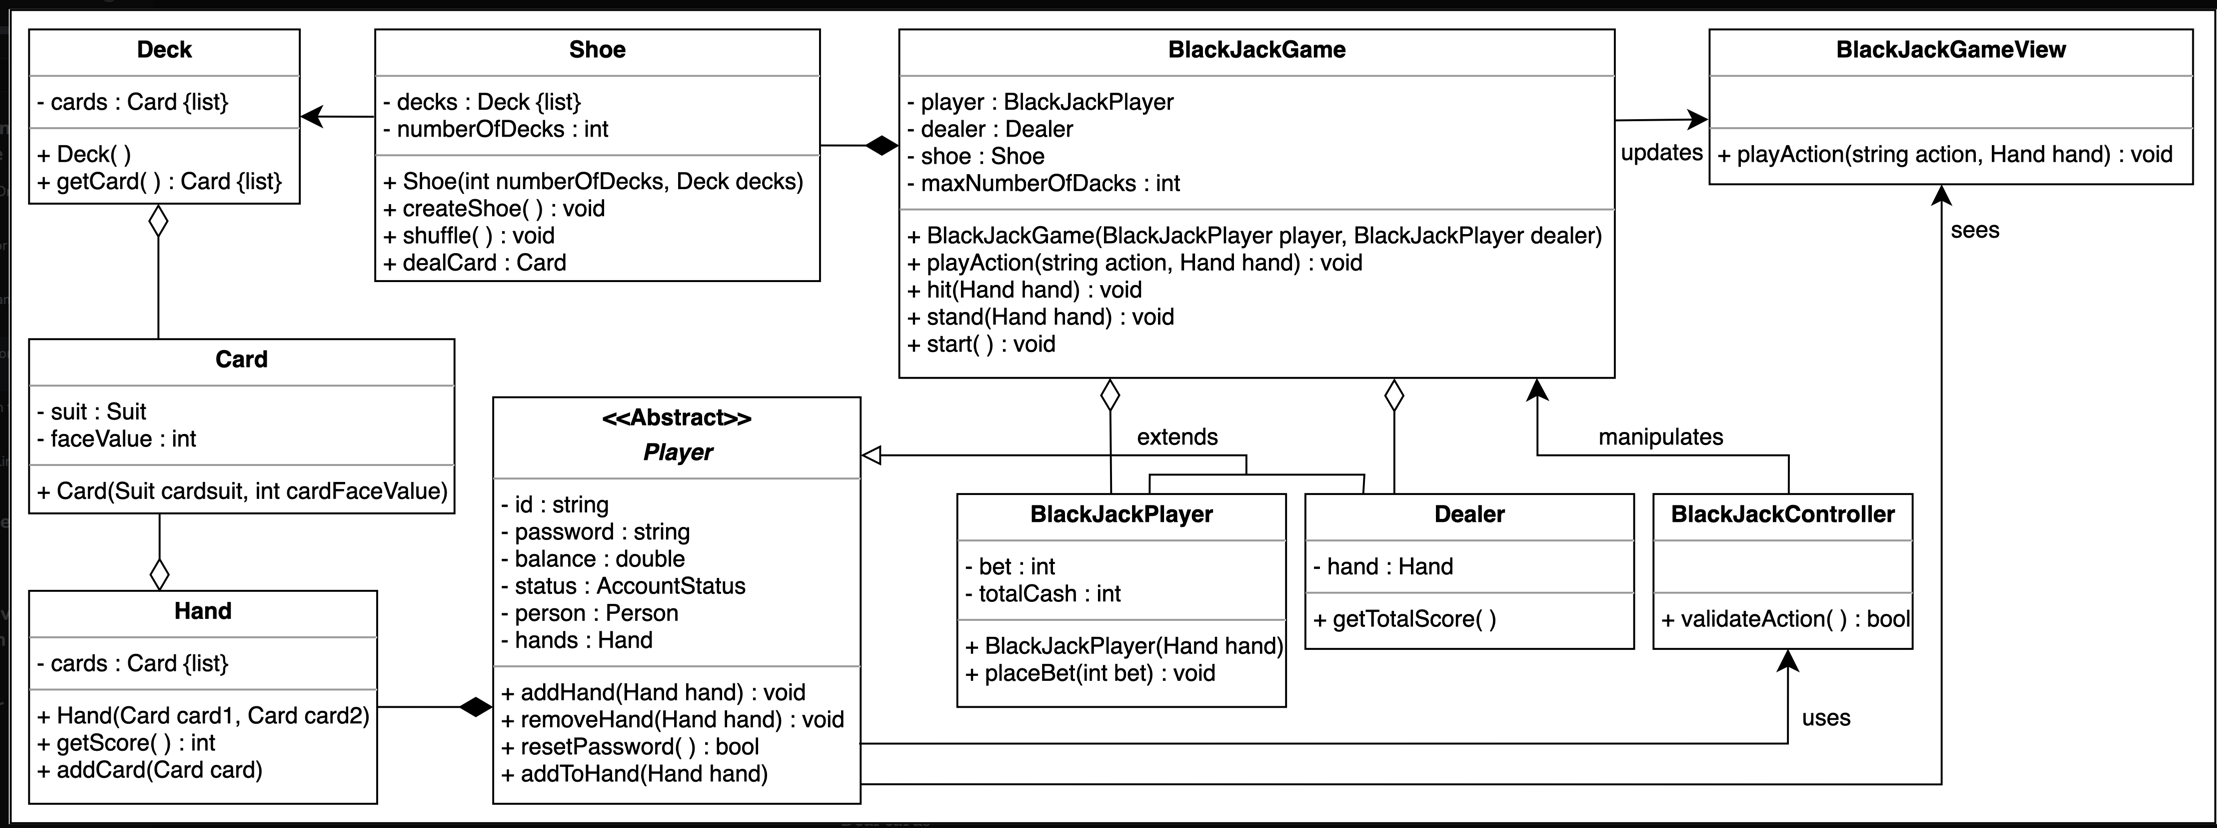 Deck
- cards : Card {list}
+ Deck( )
+ getCard( ) : Card {list}
Shoe
- decks : Deck {list}
- numberOfDecks : int
+ Shoe(int numberOfDecks, Deck decks)
+ createShoe( ) : void
+ shuffle( ) : void
+ dealCard : Card
BlackJackGame
- player : BlackJackPlayer
- dealer : Dealer
- shoe : Shoe
- maxNumberOfDacks : int
+ BlackJackGame(BlackJackPlayer player, BlackJackPlayer dealer)
+ playAction(string action, Hand hand) : void
+ hit(Hand hand) : void
+ stand(Hand hand) : void
+ start( ) : void
updates
BlackJackGameView
+ playAction(string action, Hand hand) : void
sees
Card
- suit : Suit
- faceValue : int
+ Card(Suit cardsuit, int cardFaceValue)
<<Abstract>>
Player
- id : string
- password : string
- balance : double
- status : AccountStatus
- person : Person
- hands : Hand
+ addHand(Hand hand) : void
+ removeHand(Hand hand) : void
+ resetPassword( ) : bool
+ addToHand(Hand hand)
extends
manipulates
BlackJackPlayer
- bet : int
- totalCash : int
+ BlackJackPlayer(Hand hand)
+ placeBet(int bet) : void
Dealer
- hand : Hand
+ getTotalScore( )
BlackJackController
+ validateAction( ) : bool
uses
Hand
- cards : Card {list}
+ Hand(Card card1, Card card2)
+ getScore( ) : int
+ addCard(Card card)